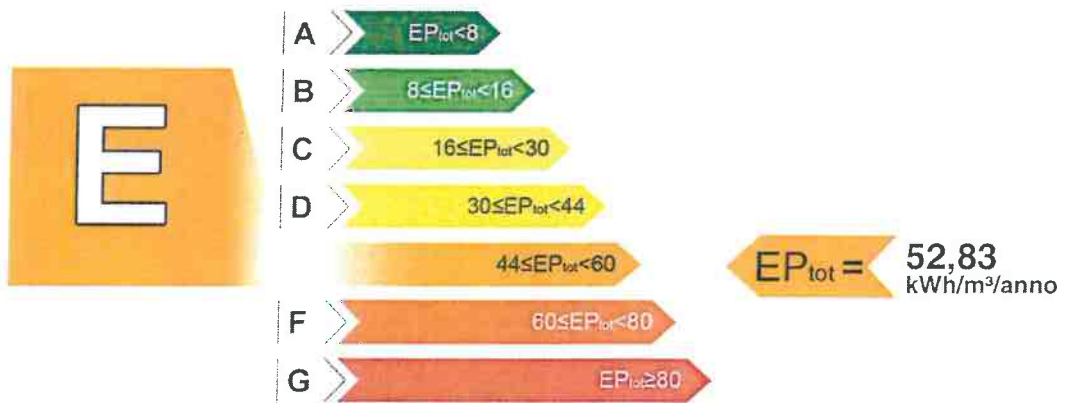 A EPtot<8
B 8≤EPtot<16
C 16≤EPtot<30
D 30≤EPtot<44
E 44≤EPtot<60
EPtot = 52,83
kWh/m³/anno
F 60≤EPtot<80
G EPtot≥80